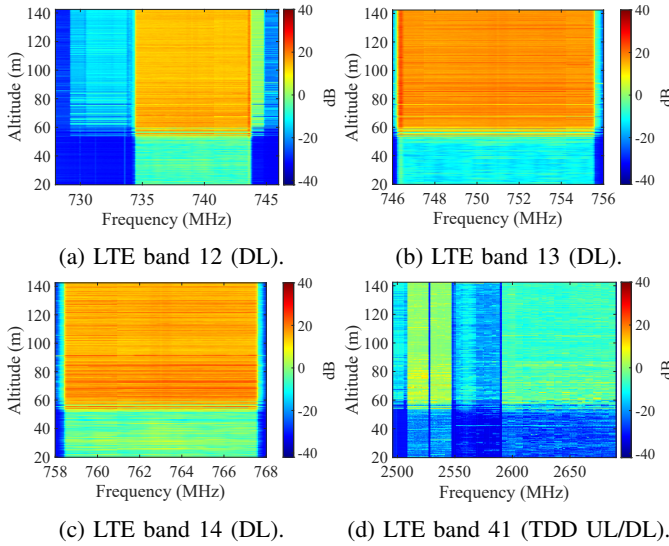 140
120
100
80
60
40
20
Altitude (m)
730 735 740 745
Frequency (MHz)
40
20
0
-20
-40
dB
(a) LTE band 12 (DL).
140
120
100
80
60
40
20
Altitude (m)
746 748 750 752 754 756
Frequency (MHz)
40
20
0
-20
-40
dB
(b) LTE band 13 (DL).
140
120
100
80
60
40
20
Altitude (m)
758 760 762 764 766 768
Frequency (MHz)
40
20
0
-20
-40
dB
(c) LTE band 14 (DL).
140
120
100
80
60
40
20
Altitude (m)
2500 2550 2600 2650
Frequency (MHz)
40
20
0
-20
-40
dB
(d) LTE band 41 (TDD UL/DL).